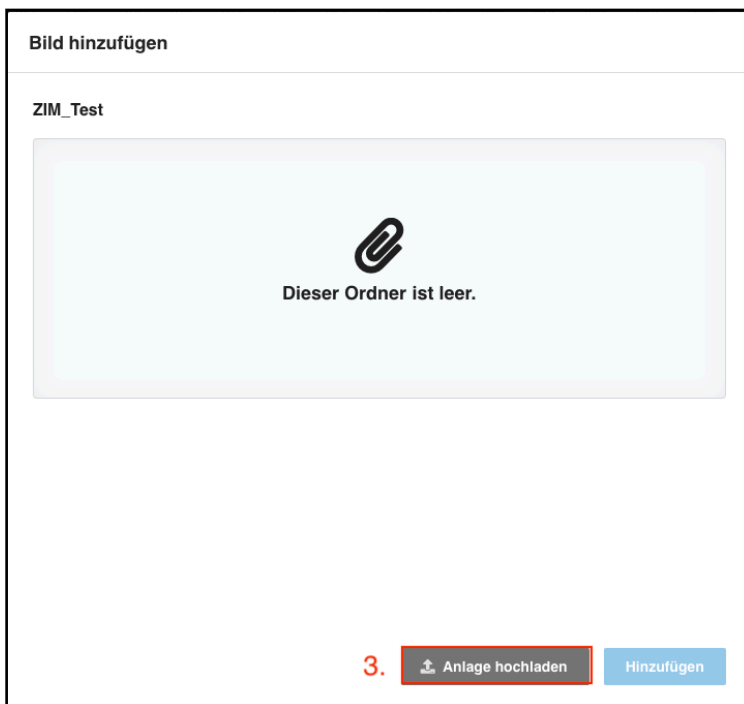 Bild hinzufügen
ZIM_Test
Dieser Ordner ist leer.
3. Anlage hochladen Hinzufügen